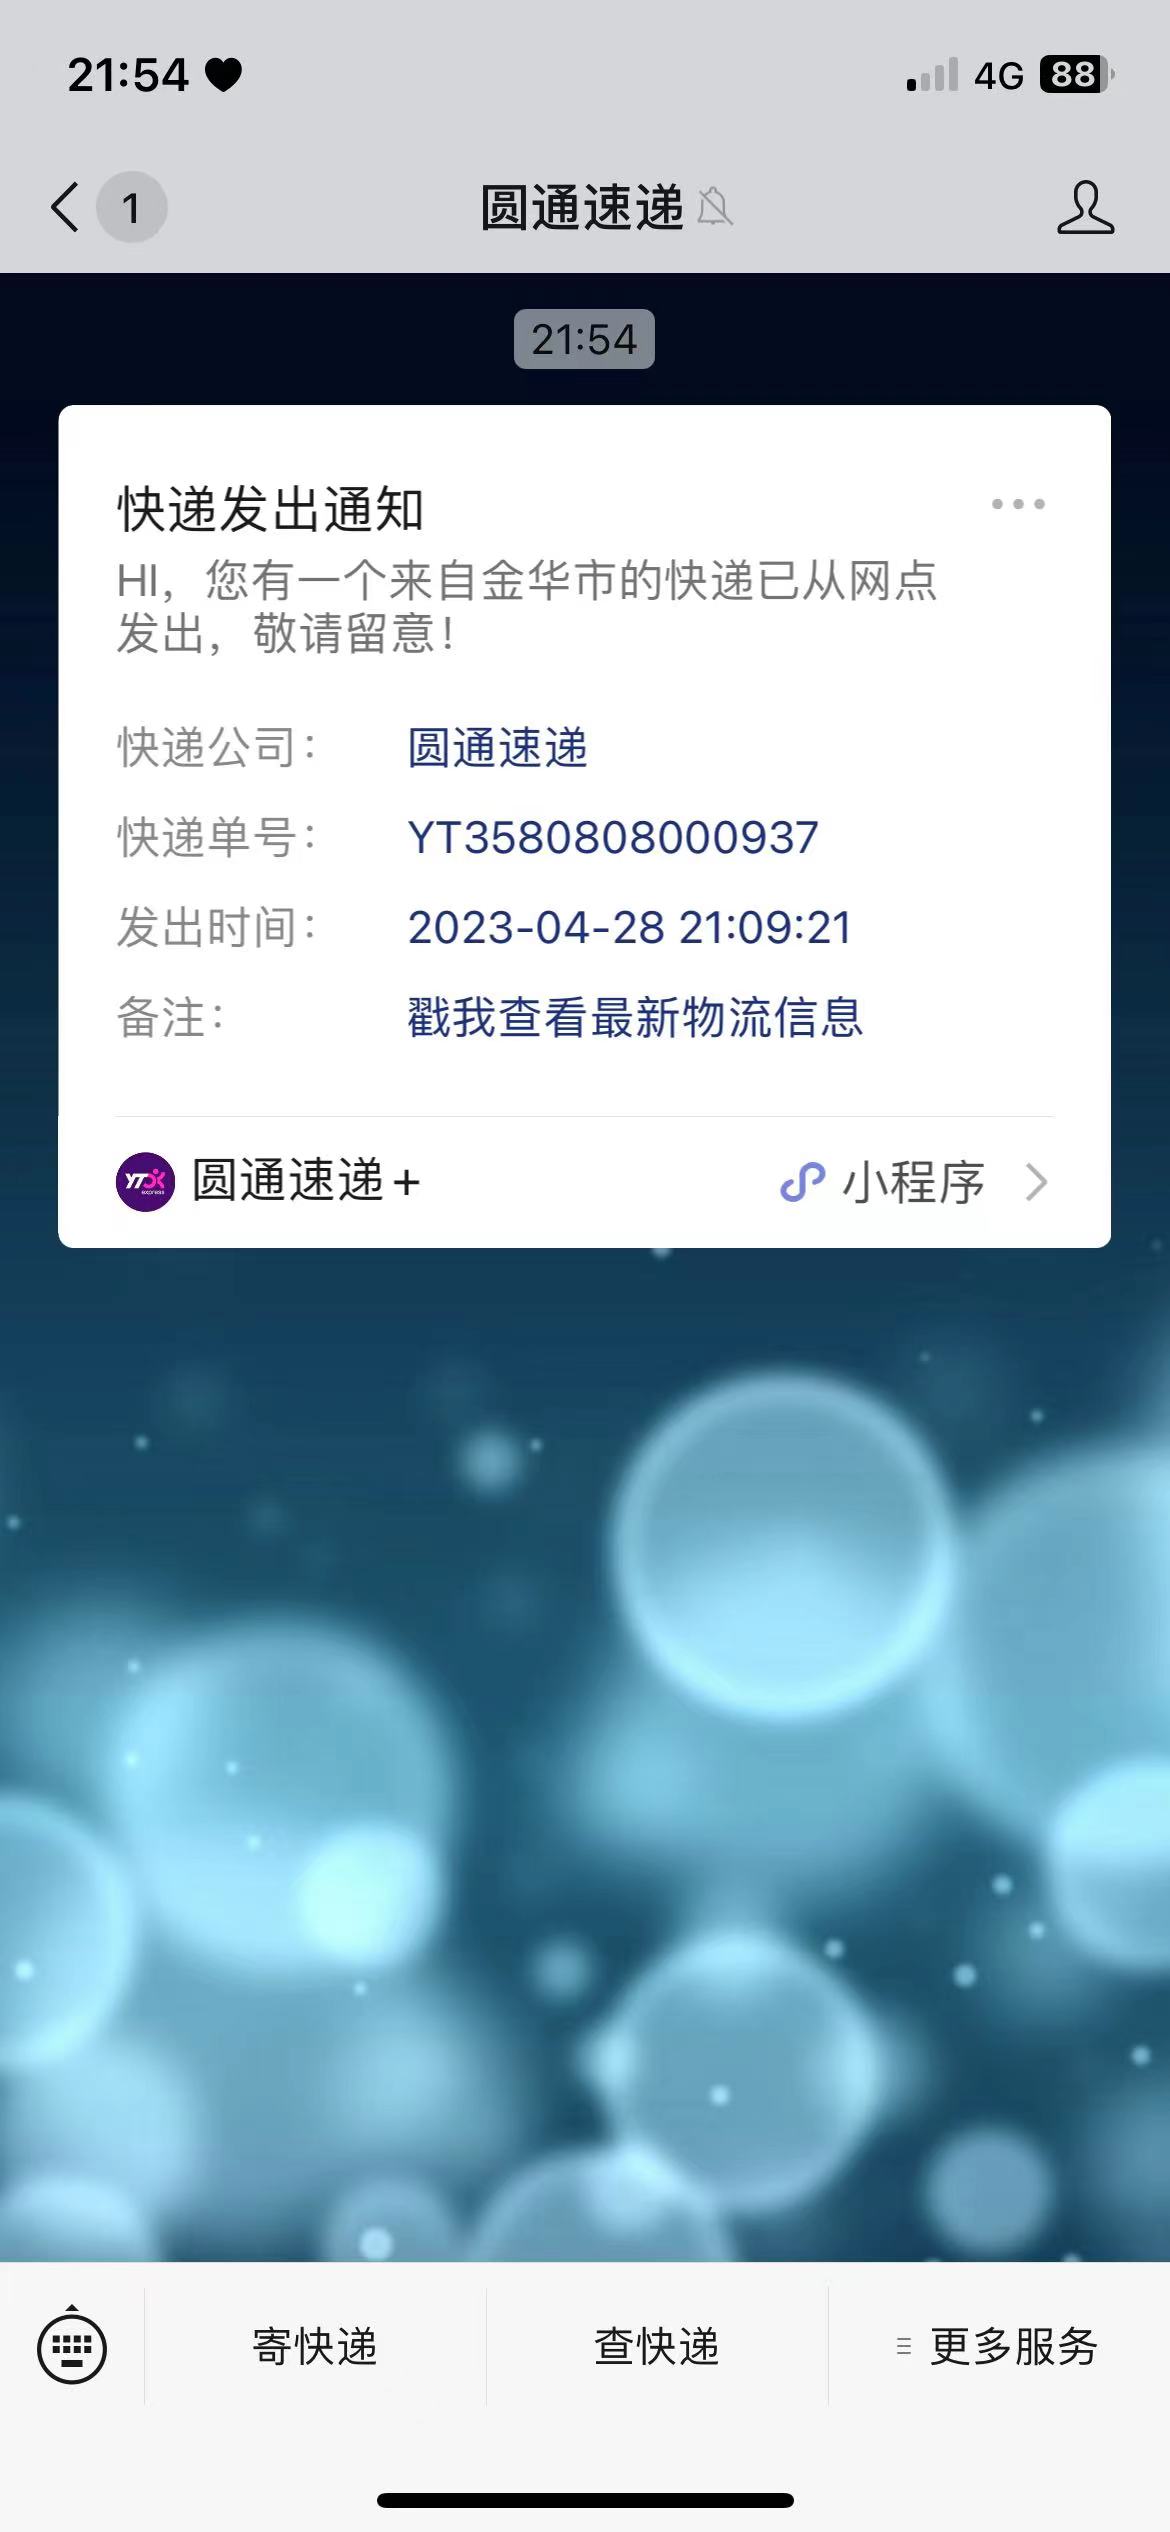 21:54
4G 88
1
圆通速递
21:54
快递发出通知
HI，您有一个来自金华市的快递已从网点
发出，敬请留意！
快递公司： 圆通速递
快递单号： YT3580808000937
发出时间： 2023-04-28 21:09:21
备注： 戳我查看最新物流信息
YTO express 圆通速递+ 小程序
寄快递 查快递 更多服务